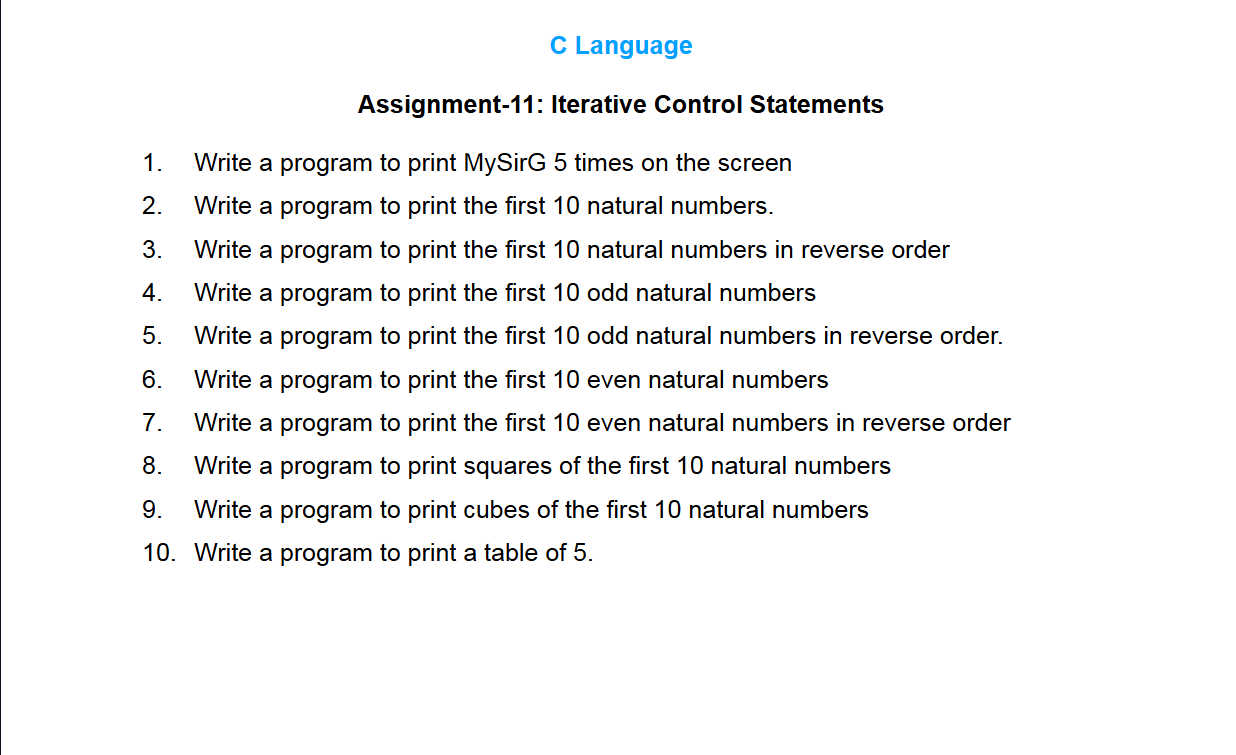 C Language
Assignment-11: Iterative Control Statements
1. Write a program to print MySirG 5 times on the screen
2. Write a program to print the first 10 natural numbers.
3. Write a program to print the first 10 natural numbers in reverse order
4. Write a program to print the first 10 odd natural numbers
5. Write a program to print the first 10 odd natural numbers in reverse order.
6. Write a program to print the first 10 even natural numbers
7. Write a program to print the first 10 even natural numbers in reverse order
8. Write a program to print squares of the first 10 natural numbers
9. Write a program to print cubes of the first 10 natural numbers
10. Write a program to print a table of 5.